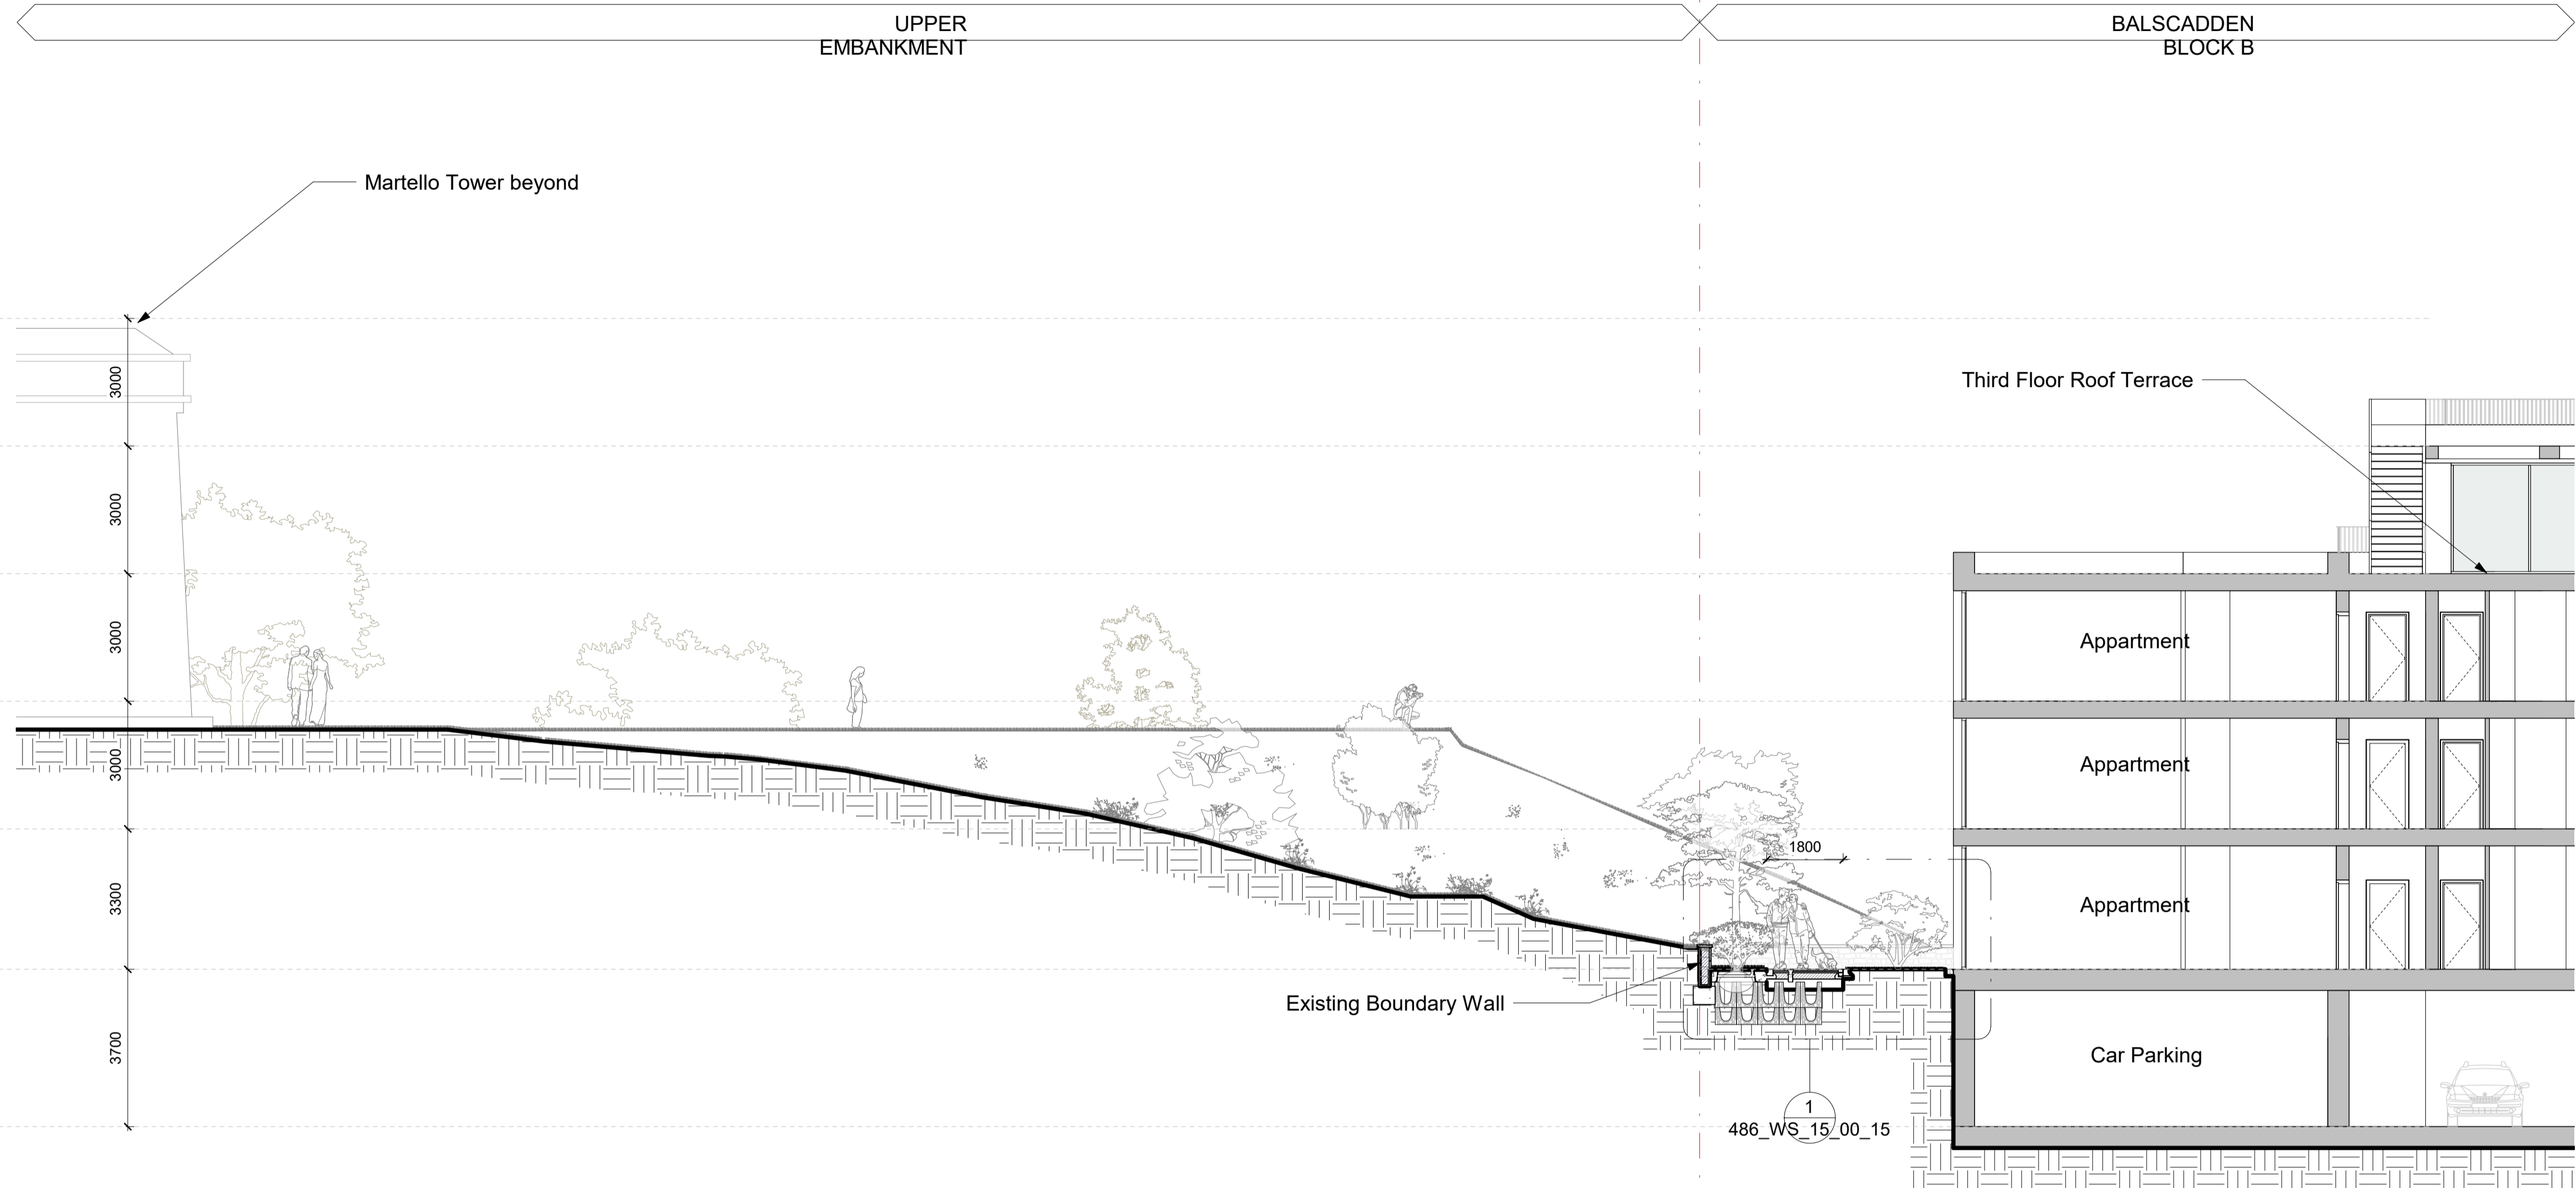 UPPER
EMBANKMENT
BALSCADDEN
BLOCK B
Martello Tower beyond
Third Floor Roof Terrace
3000
3000
3000
3000
3300
3700
Appartment
Appartment
1800
Appartment
Existing Boundary Wall
Car Parking
1
486_WS_15_00_15